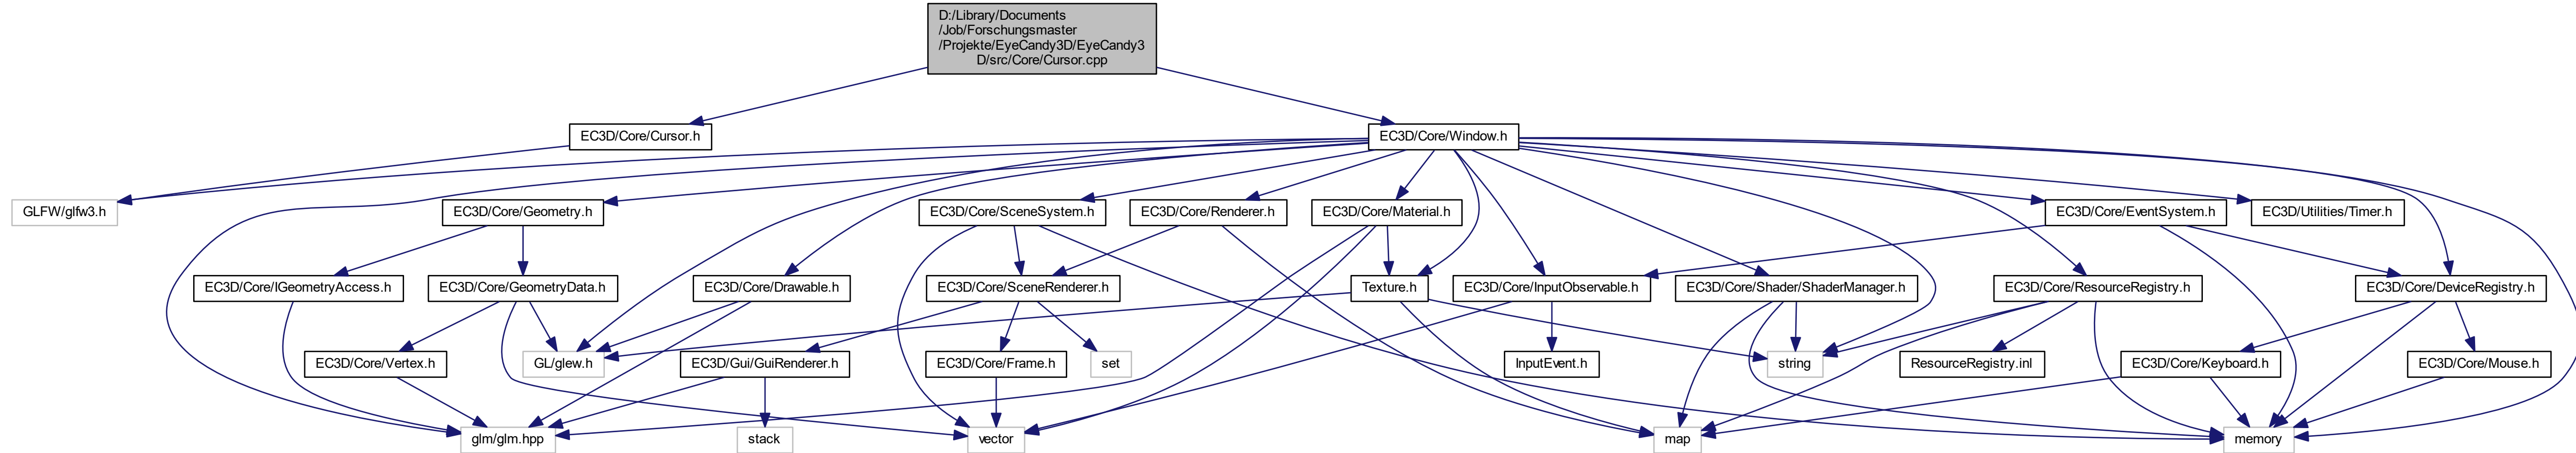 D:/Library/Documents
/Job/Forschungsmaster
/Projekte/EyeCandy3D/EyeCandy3
D/src/Core/Cursor.cpp
EC3D/Core/Cursor.h
EC3D/Core/Window.h
GLFW/glfw3.h
EC3D/Core/Geometry.h
EC3D/Core/SceneSystem.h
EC3D/Core/Renderer.h
EC3D/Core/Material.h
EC3D/Core/EventSystem.h
EC3D/Utilities/Timer.h
EC3D/Core/IGeometryAccess.h
EC3D/Core/GeometryData.h
EC3D/Core/Drawable.h
EC3D/Core/SceneRenderer.h
Texture.h
EC3D/Core/InputObservable.h
EC3D/Core/Shader/ShaderManager.h
EC3D/Core/ResourceRegistry.h
EC3D/Core/DeviceRegistry.h
EC3D/Core/Vertex.h
GL/glew.h
EC3D/Gui/GuiRenderer.h
EC3D/Core/Frame.h
set
InputEvent.h
string
ResourceRegistry.inl
EC3D/Core/Keyboard.h
EC3D/Core/Mouse.h
glm/glm.hpp
stack
vector
map
memory